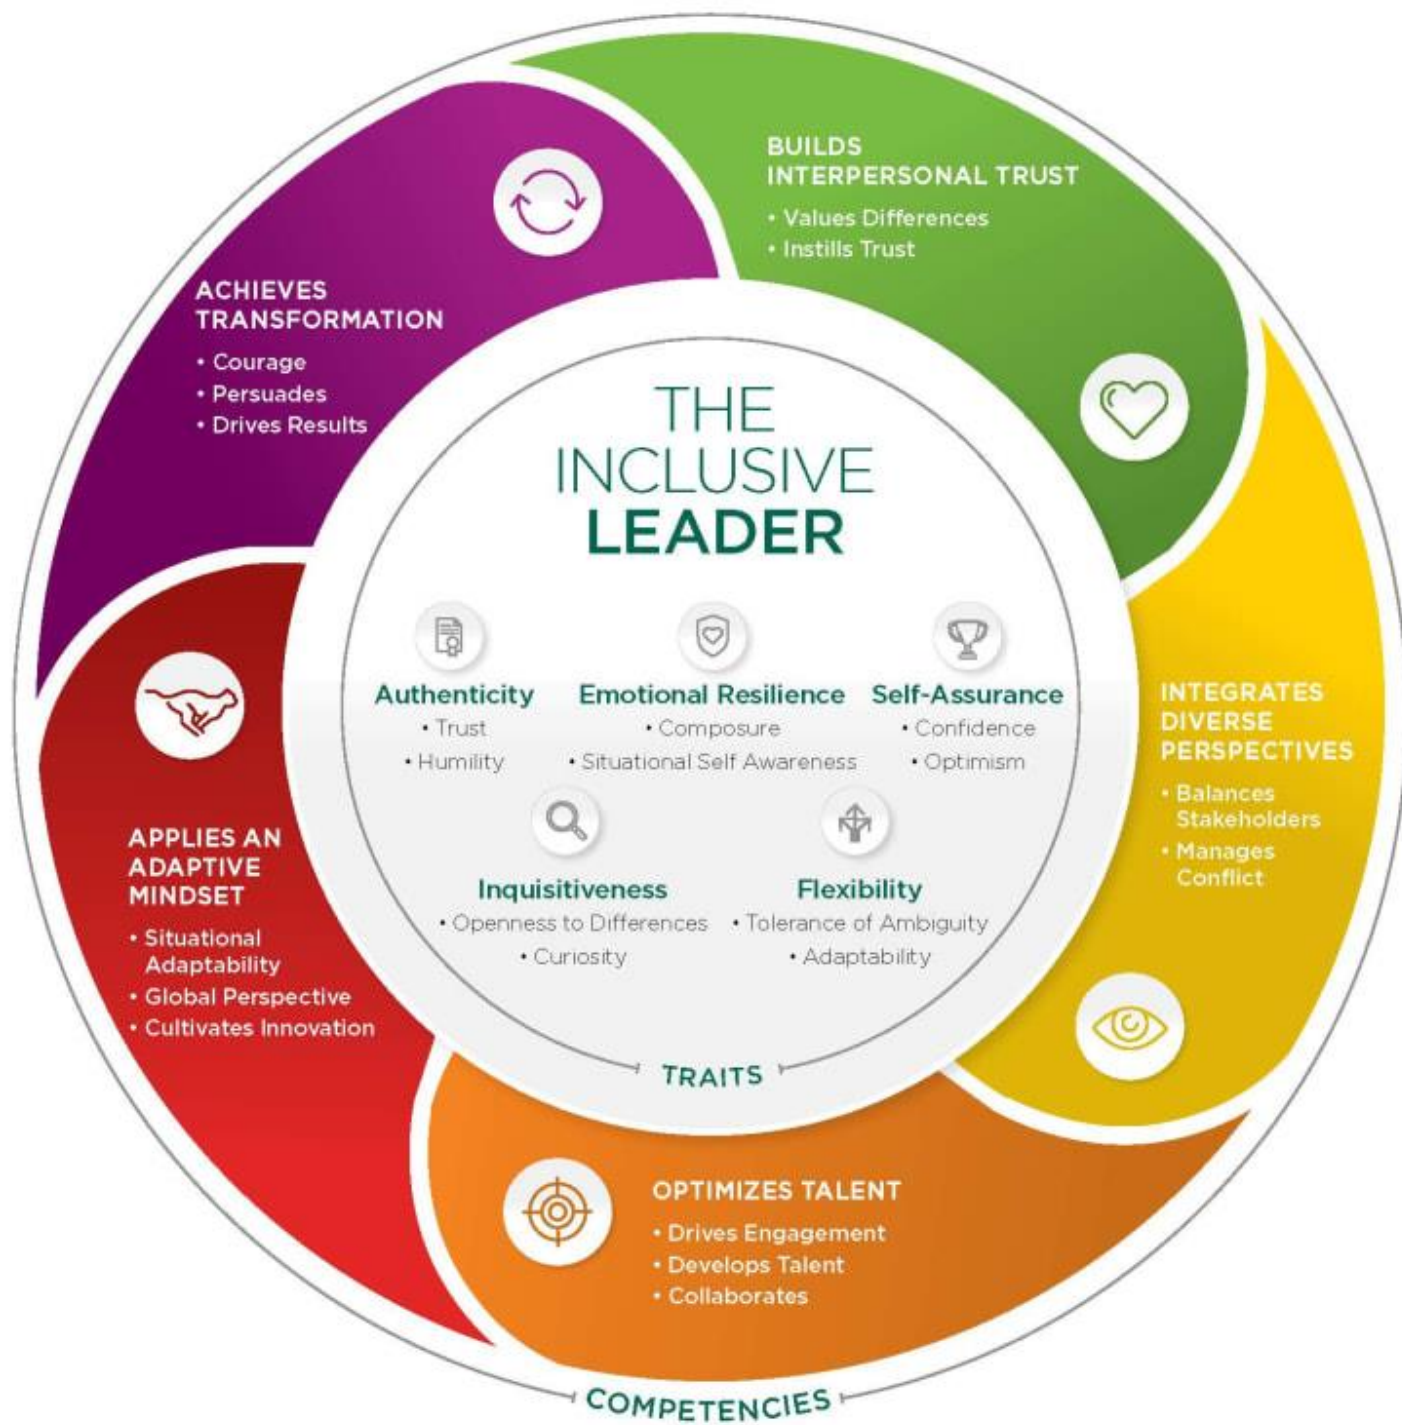 BUILDS
INTERPERSONAL TRUST
• Values Differences
• Instills Trust
ACHIEVES
TRANSFORMATION
• Courage
• Persuades
• Drives Results
THE
INCLUSIVE
LEADER
Authenticity
• Trust
• Humility
Emotional Resilience
• Composure
• Situational Self Awareness
Self-Assurance
• Confidence
• Optimism
Inquisitiveness
• Openness to Differences
• Curiosity
Flexibility
• Tolerance of Ambiguity
• Adaptability
TRAITS
INTEGRATES
DIVERSE
PERSPECTIVES
• Balances
Stakeholders
• Manages
Conflict
APPLIES AN
ADAPTIVE
MINDSET
• Situational
Adaptability
• Global Perspective
• Cultivates Innovation
OPTIMIZES TALENT
• Drives Engagement
• Develops Talent
• Collaborates
COMPETENCIES